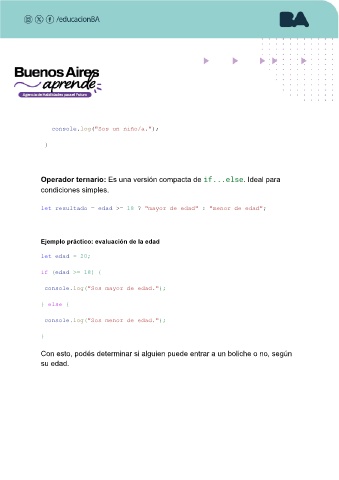 /educacionBA
BA
Buenos Aires
aprende
Agencia de Habilidades para el Futuro
console.log("Sos un niño/a.");
}
Operador ternario: Es una versión compacta de if...else. Ideal para
condiciones simples.
let resultado = edad >= 18 ? "mayor de edad" : "menor de edad";
Ejemplo práctico: evaluación de la edad
let edad = 20;
if (edad >= 18) {
console.log("Sos mayor de edad.");
} else {
console.log("Sos menor de edad.");
}
Con esto, podés determinar si alguien puede entrar a un boliche o no, según
su edad.